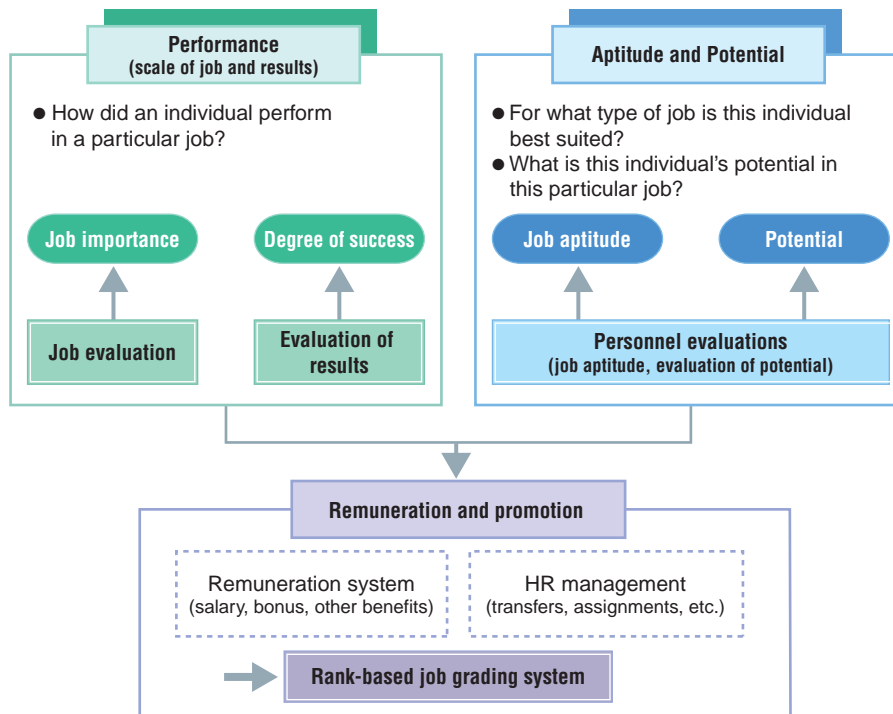 Performance
(scale of job and results)
● How did an individual perform
in a particular job?
Job importance
Degree of success
Job evaluation
Evaluation of
results
Aptitude and Potential
● For what type of job is this individual
best suited?
● What is this individual's potential in
this particular job?
Job aptitude
Potential
Personnel evaluations
(job aptitude, evaluation of potential)
Remuneration and promotion
Remuneration system
(salary, bonus, other benefits)
HR management
(transfers, assignments, etc.)
Rank-based job grading system